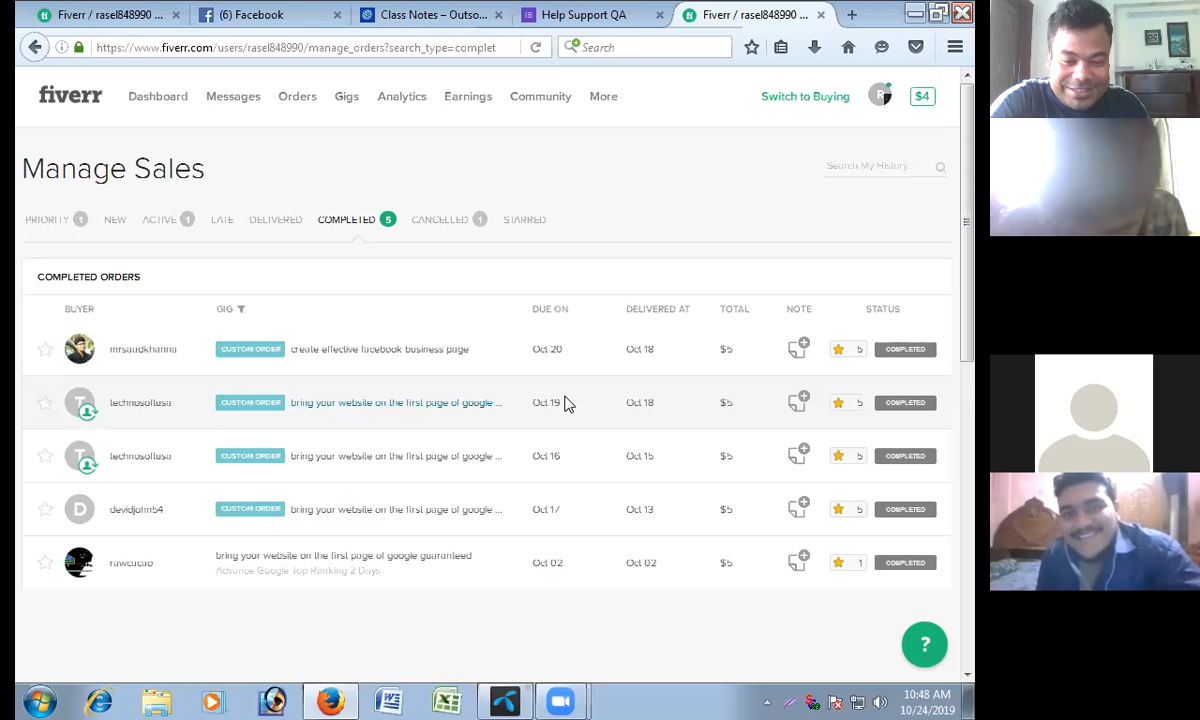 Fiverr / rasel848990 ...
(6) Facebook
Class Notes – Outso...
Help Support QA
Fiverr / rasel848990 ...
https://www.fiverr.com/users/rasel848990/manage_orders?search_type=complet
Search
fiverr
Dashboard Messages Orders Gigs Analytics Earnings Community More
Switch to Buying
R
$4
Manage Sales
Search My History...
PRIORITY 1 NEW ACTIVE 1 LATE DELIVERED COMPLETED 5 CANCELLED 1 STARRED
COMPLETED ORDERS
BUYER GIG DUE ON DELIVERED AT TOTAL NOTE STATUS
mrsaudkhanna CUSTOM ORDER create effective facebook business page Oct 20 Oct 18 $5 5 COMPLETED
T technosoftusa CUSTOM ORDER bring your website on the first page of google ... Oct 19 Oct 18 $5 5 COMPLETED
T technosoftusa CUSTOM ORDER bring your website on the first page of google ... Oct 16 Oct 15 $5 5 COMPLETED
D devidjohn54 CUSTOM ORDER bring your website on the first page of google ... Oct 17 Oct 13 $5 5 COMPLETED
rawcacao bring your website on the first page of google guaranteed Oct 02 Oct 02 $5 1 COMPLETED
Advance Google Top Ranking 2 Days
?
10:48 AM
10/24/2019